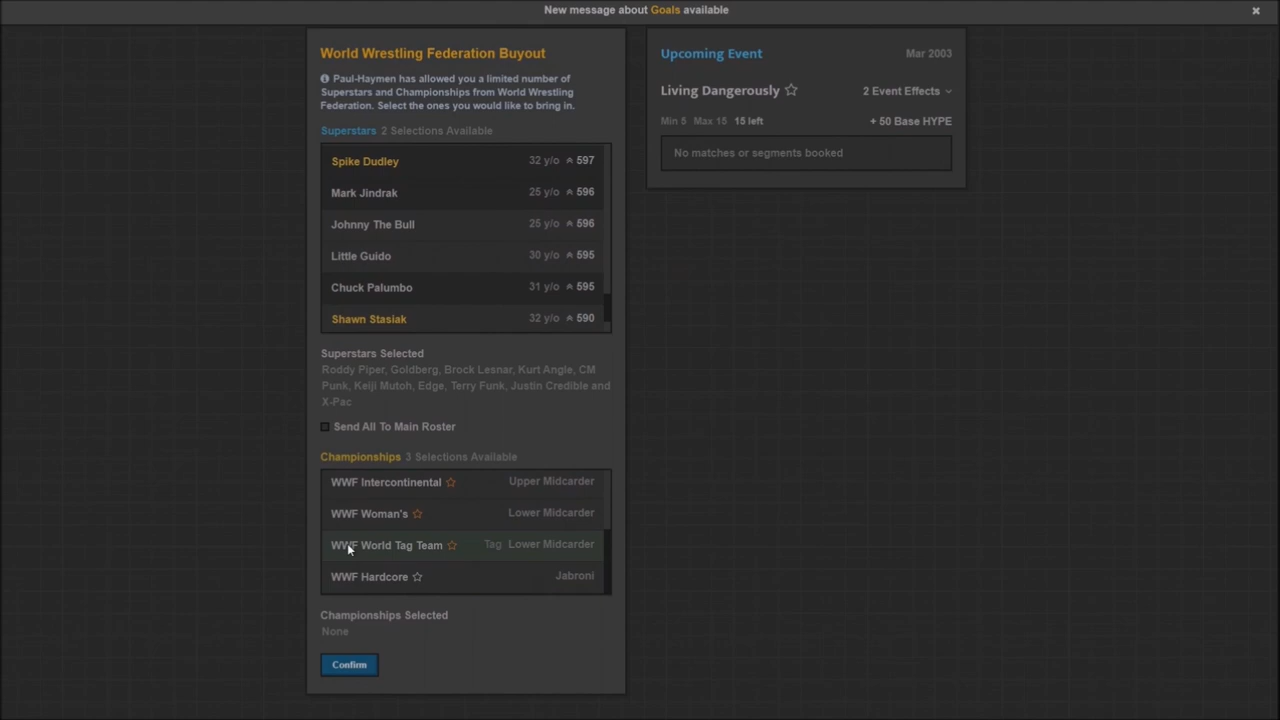 New message about Goals available
World Wrestling Federation Buyout
Paul-Haymen has allowed you a limited number of
Superstars and Championships from World Wrestling
Federation. Select the ones you would like to bring in.
Superstars 2 Selections Available
Spike Dudley 32 y/o 597
Mark Jindrak 25 y/o 596
Johnny The Bull 25 y/o 596
Little Guido 30 y/o 595
Chuck Palumbo 31 y/o 595
Shawn Stasiak 32 y/o 590
Superstars Selected
Roddy Piper, Goldberg, Brock Lesnar, Kurt Angle, CM
Punk, Keiji Mutoh, Edge, Terry Funk, Justin Credible and
X-Pac
Send All To Main Roster
Championships 3 Selections Available
WWF Intercontinental Upper Midcarder
WWF Woman's Lower Midcarder
WWF World Tag Team Tag Lower Midcarder
WWF Hardcore Jabroni
Championships Selected
None
Confirm
Upcoming Event Mar 2003
Living Dangerously 2 Event Effects
Min 5 Max 15 15 left + 50 Base HYPE
No matches or segments booked